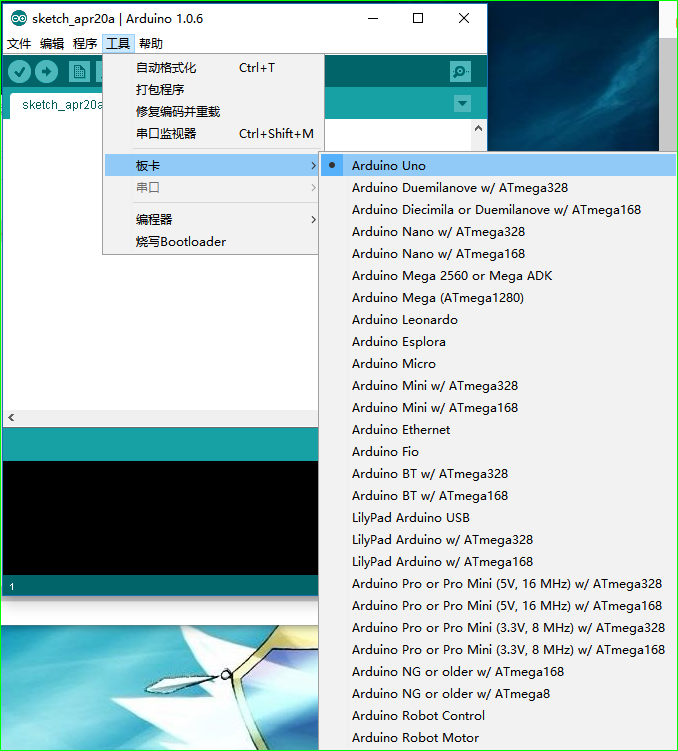 sketch_apr20a | Arduino 1.0.6
文件 编辑 程序 工具 帮助
自动格式化 Ctrl+T
打包程序
修复编码并重载
串口监视器 Ctrl+Shift+M
板卡
串口
编程器
烧写Bootloader
sketch_apr20a
Arduino Uno
Arduino Duemilanove w/ ATmega328
Arduino Diecimila or Duemilanove w/ ATmega168
Arduino Nano w/ ATmega328
Arduino Nano w/ ATmega168
Arduino Mega 2560 or Mega ADK
Arduino Mega (ATmega1280)
Arduino Leonardo
Arduino Esplora
Arduino Micro
Arduino Mini w/ ATmega328
Arduino Mini w/ ATmega168
Arduino Ethernet
Arduino Fio
Arduino BT w/ ATmega328
Arduino BT w/ ATmega168
LilyPad Arduino USB
LilyPad Arduino w/ ATmega328
LilyPad Arduino w/ ATmega168
Arduino Pro or Pro Mini (5V, 16 MHz) w/ ATmega328
Arduino Pro or Pro Mini (5V, 16 MHz) w/ ATmega168
Arduino Pro or Pro Mini (3.3V, 8 MHz) w/ ATmega328
Arduino Pro or Pro Mini (3.3V, 8 MHz) w/ ATmega168
Arduino NG or older w/ ATmega168
Arduino NG or older w/ ATmega8
Arduino Robot Control
Arduino Robot Motor
1